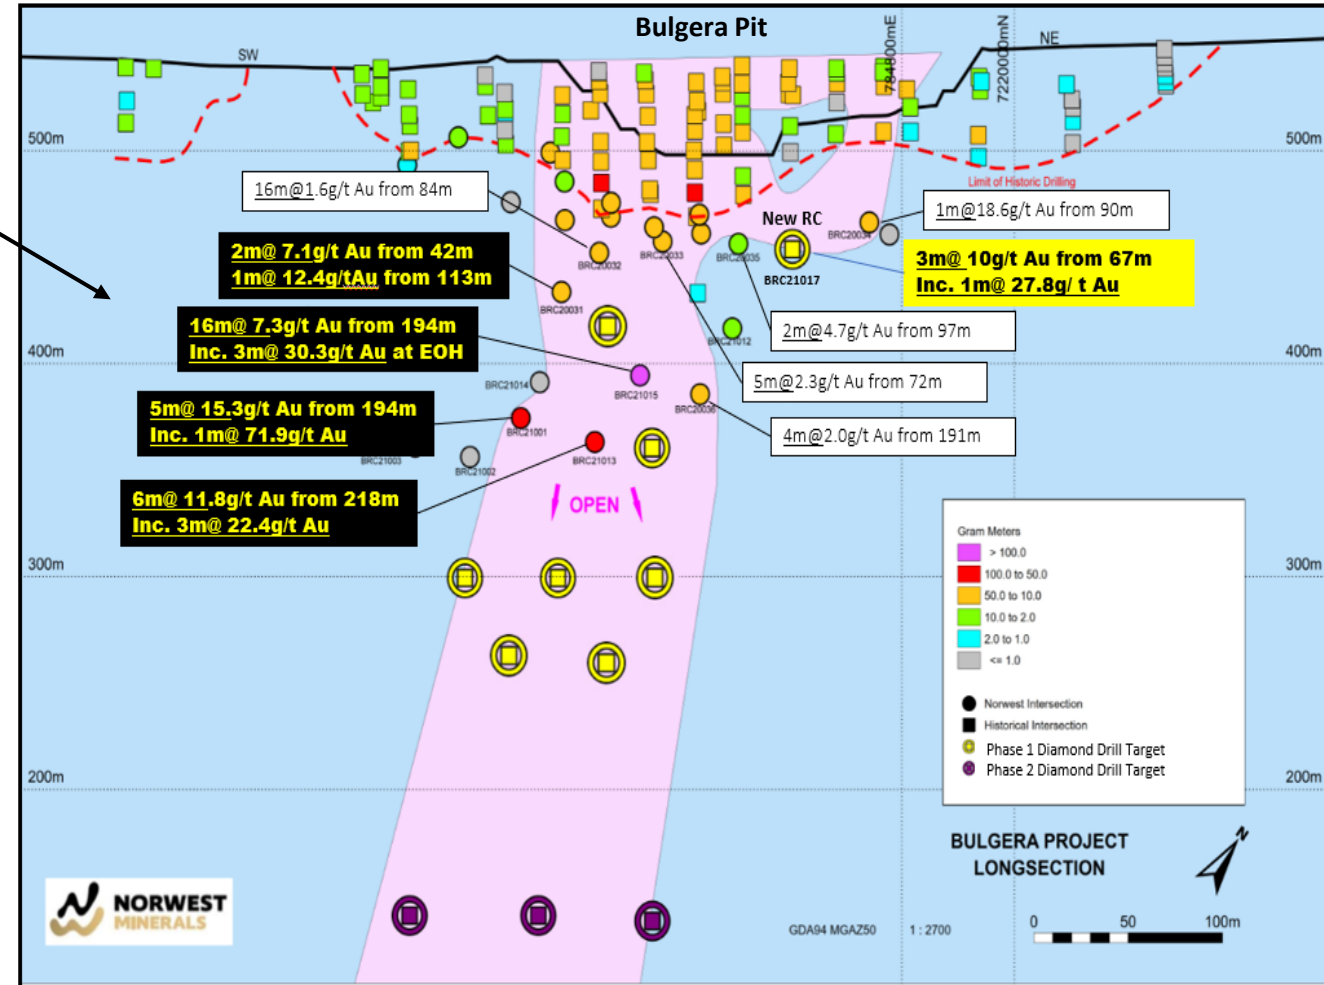 Bulgera Pit
SW
NE
784800mE
7220000mN
500m
500m
Limit of Historic Drilling
16m@1.6g/t Au from 84m
1m@18.6g/t Au from 90m
New RC
BRC20034
BRC20032
BRC20033
BRC20035
BRC21017
2m@ 7.1g/t Au from 42m
1m@ 12.4g/tAu from 113m
3m@ 10g/t Au from 67m
Inc. 1m@ 27.8g/ t Au
BRC20031
16m@ 7.3g/t Au from 194m
Inc. 3m@ 30.3g/t Au at EOH
2m@4.7g/t Au from 97m
BRC21012
400m
400m
5m@2.3g/t Au from 72m
BRC21014
BRC21015
BRC20036
5m@ 15.3g/t Au from 194m
Inc. 1m@ 71.9g/t Au
BRC21001
4m@2.0g/t Au from 191m
BRC21003
BRC21002
BRC21013
6m@ 11.8g/t Au from 218m
Inc. 3m@ 22.4g/t Au
OPEN
300m
300m
Gram Meters
> 100.0
100.0 to 50.0
50.0 to 10.0
10.0 to 2.0
2.0 to 1.0
<= 1.0
Norwest Intersection
Historical Intersection
Phase 1 Diamond Drill Target
Phase 2 Diamond Drill Target
200m
200m
BULGERA PROJECT
LONGSECTION
N
NORWEST
MINERALS
GDA94 MGAZ50
1 : 2700
0
50
100m